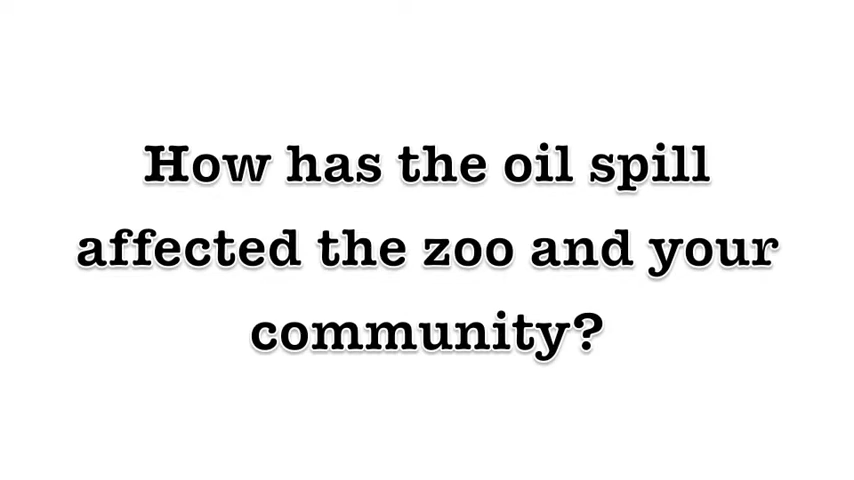 How has the oil spill
affected the zoo and your
community?